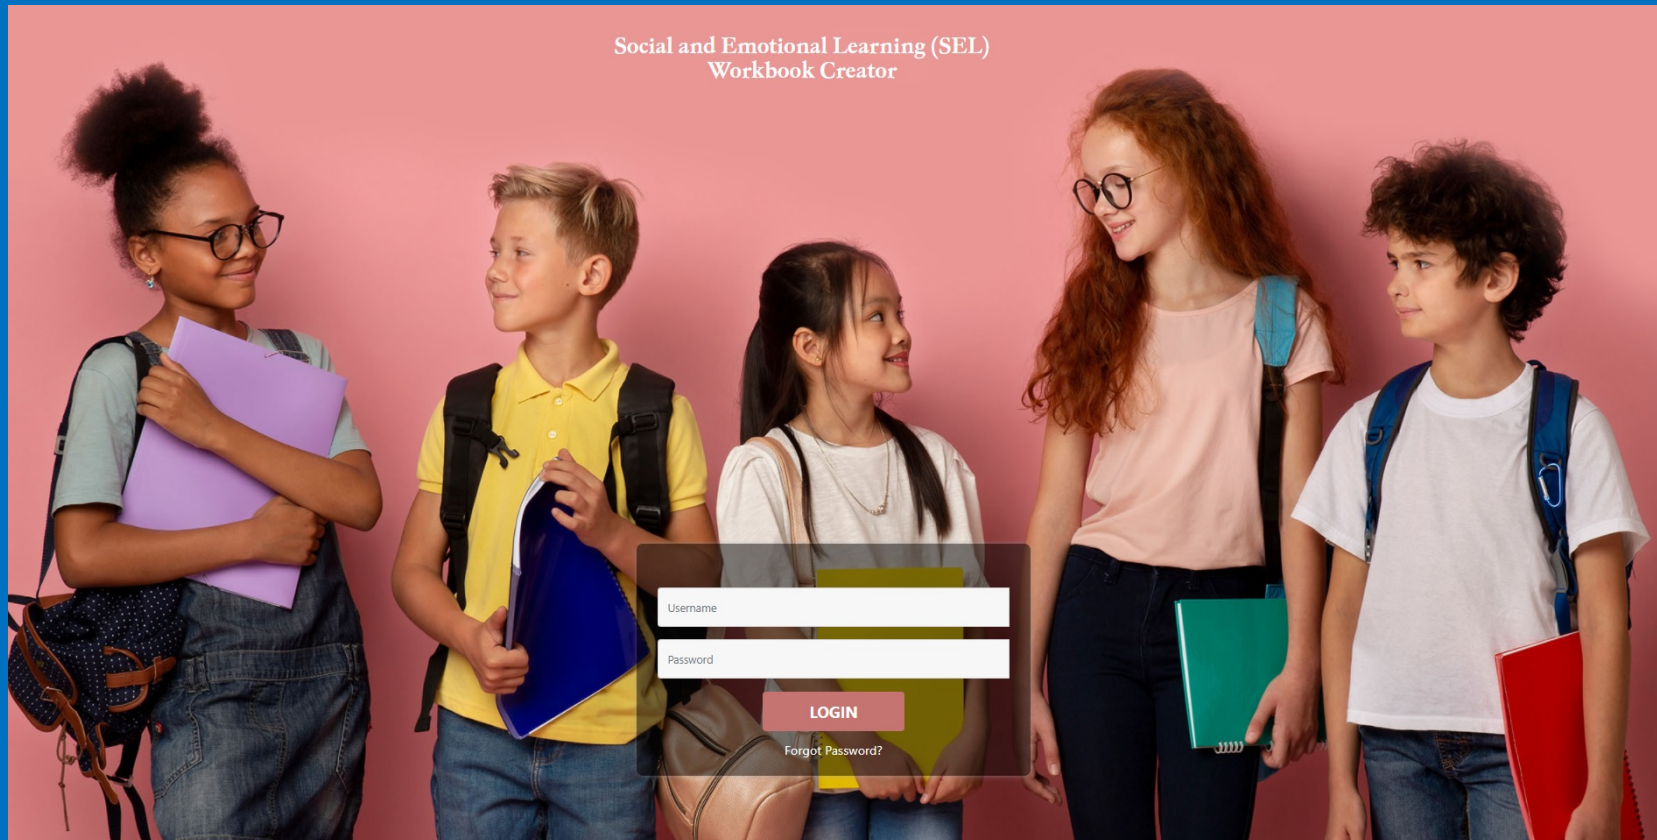 Social and Emotional Learning (SEL)
Workbook Creator
Username
Password
LOGIN
Forgot Password?